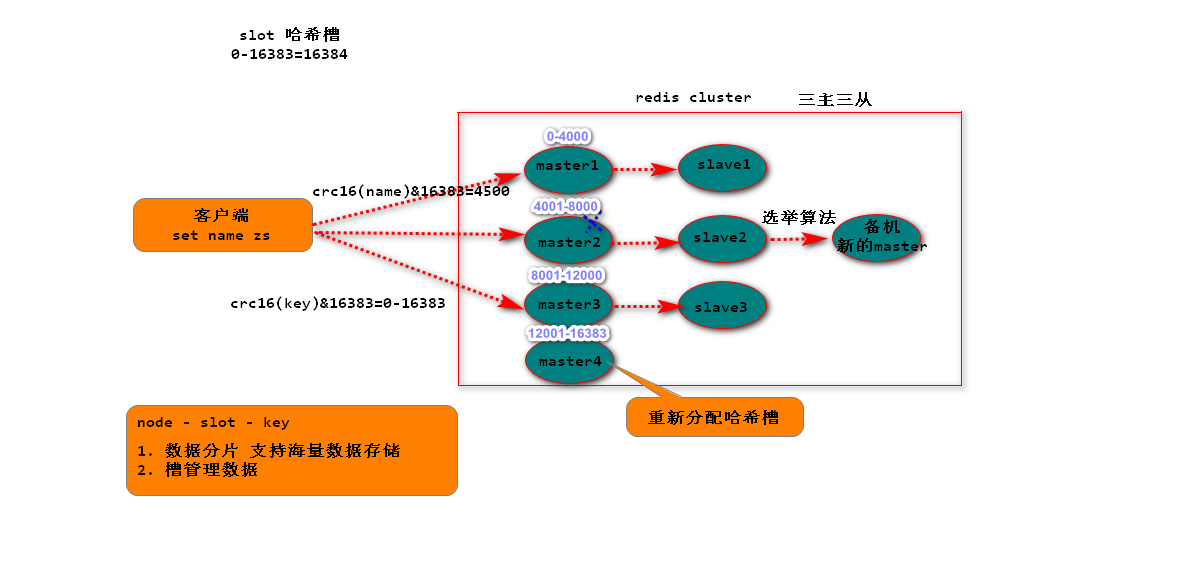 slot 哈希槽
0-16383=16384
redis cluster 三主三从
0-4000
master1
slave1
crc16(name)&16383=4500
客户端
set name zs
4001-8000
master2
slave2
选举算法
备机
新的master
8001-12000
master3
slave3
crc16(key)&16383=0-16383
12001-16383
master4
重新分配哈希槽
node - slot - key
1. 数据分片 支持海量数据存储
2. 槽管理数据